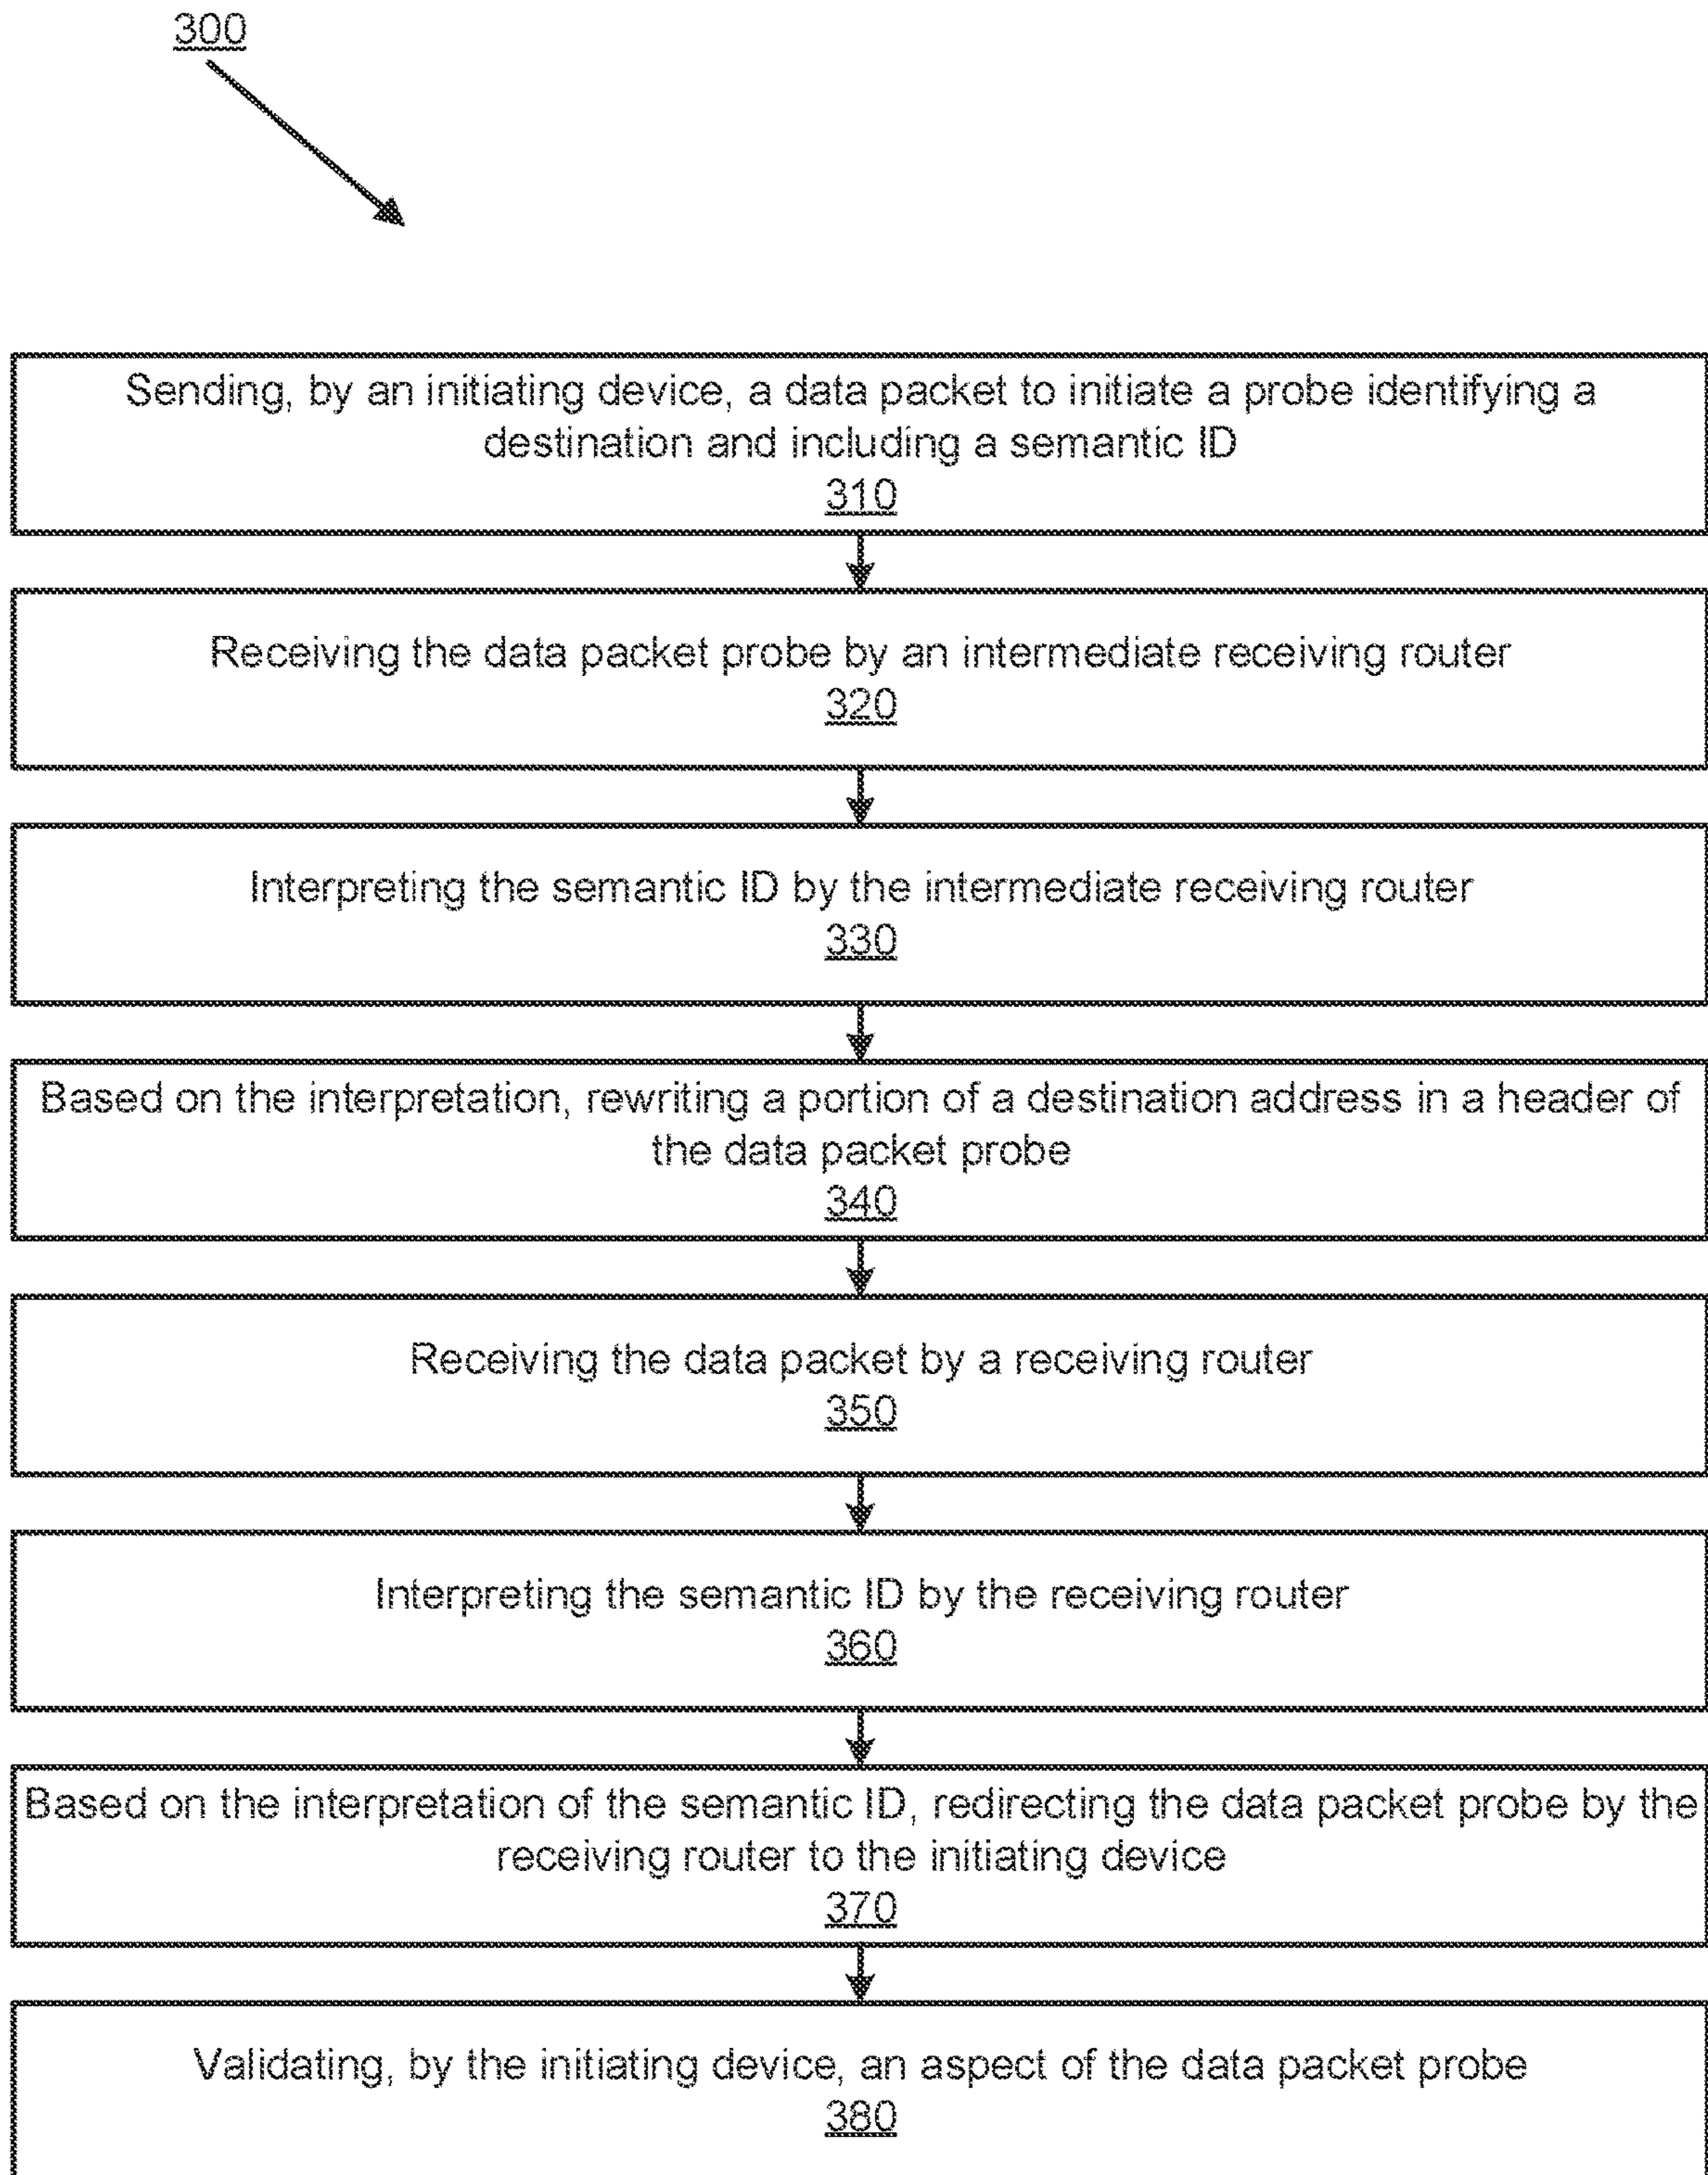 300
Sending, by an initiating device, a data packet to initiate a probe identifying a
destination and including a semantic ID
310
Receiving the data packet probe by an intermediate receiving router
320
Interpreting the semantic ID by the intermediate receiving router
330
Based on the interpretation, rewriting a portion of a destination address in a header of
the data packet probe
340
Receiving the data packet by a receiving router
350
Interpreting the semantic ID by the receiving router
360
Based on the interpretation of the semantic ID, redirecting the data packet probe by the
receiving router to the initiating device
370
Validating, by the initiating device, an aspect of the data packet probe
380